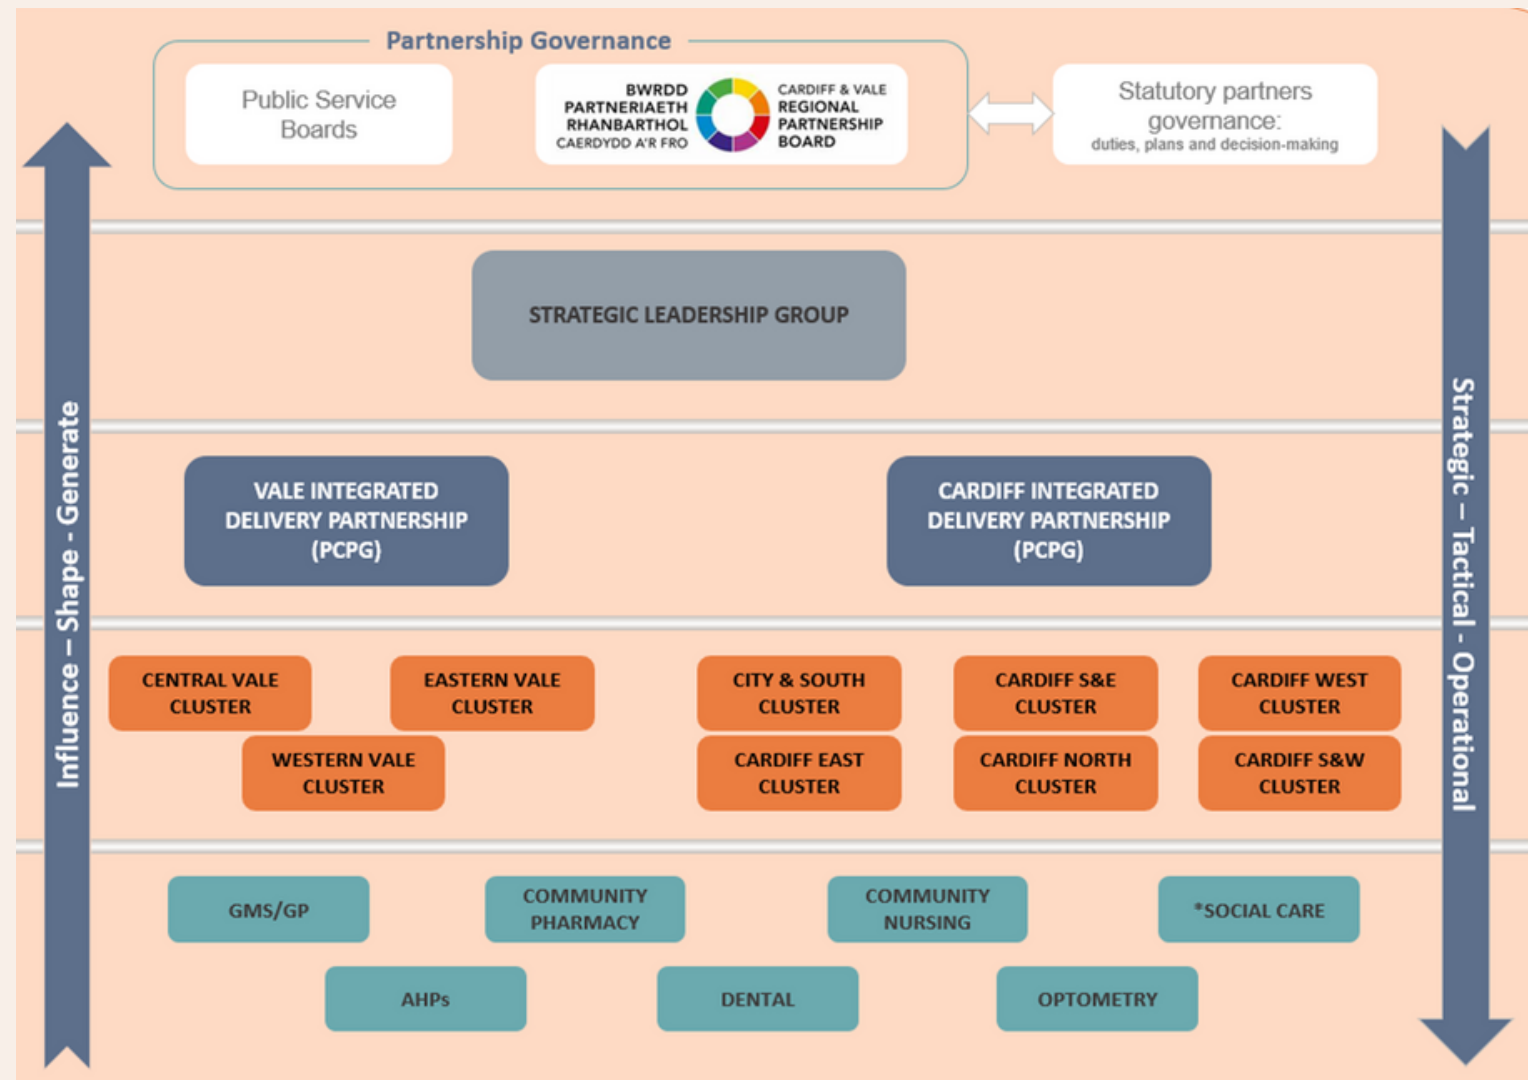 Partnership Governance
Public Service
Boards
BWRDD
PARTNERIAETH
RHANBARTHOL
CAERDYDD A'R FRO
CARDIFF & VALE
REGIONAL
PARTNERSHIP
BOARD
Statutory partners
governance:
duties, plans and decision-making
STRATEGIC LEADERSHIP GROUP
VALE INTEGRATED
DELIVERY PARTNERSHIP
(PCPG)
CARDIFF INTEGRATED
DELIVERY PARTNERSHIP
(PCPG)
Influence – Shape - Generate
Strategic – Tactical - Operational
CENTRAL VALE
CLUSTER
EASTERN VALE
CLUSTER
CITY & SOUTH
CLUSTER
CARDIFF S&E
CLUSTER
CARDIFF WEST
CLUSTER
WESTERN VALE
CLUSTER
CARDIFF EAST
CLUSTER
CARDIFF NORTH
CLUSTER
CARDIFF S&W
CLUSTER
GMS/GP
COMMUNITY
PHARMACY
COMMUNITY
NURSING
*SOCIAL CARE
AHPs
DENTAL
OPTOMETRY